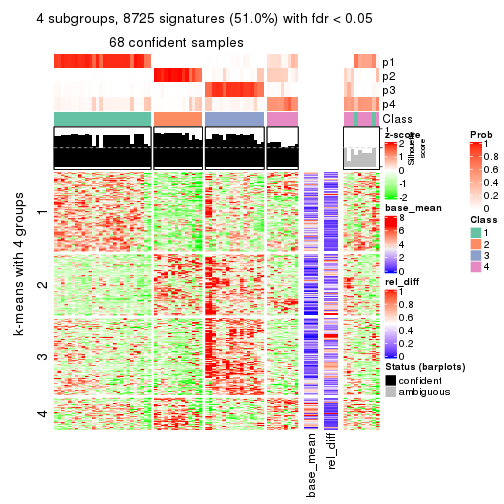 4 subgroups, 8725 signatures (51.0%) with fdr < 0.05
68 confident samples
p1
p2
p3
p4
Class
1
Silhouette
score
k-means with 4 groups
1
2
3
4
base_mean
rel_diff
z-score
2
1
0
-1
-2
base_mean
8
6
4
2
0
rel_diff
1
0.8
0.6
0.4
0.2
0
Status (barplots)
confident
ambiguous
Prob
1
0.8
0.6
0.4
0.2
0
Class
1
2
3
4